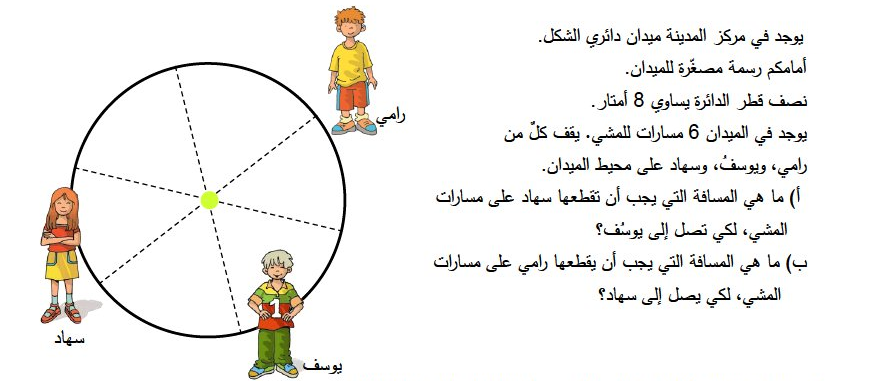 يوجد في مركز المدينة ميدان دائري الشكل.
أمامكم رسمة مصغّرة للميدان.
نصف قطر الدائرة يساوي 8 أمتار.
يوجد في الميدان 6 مسارات للمشي. يقف كلٌ من
رامي، ويوسفُ، وسهاد على محيط الميدان.
أ) ما هي المسافة التي يجب أن تقطعها سهاد على مسارات
المشي، لكي تصل إلى يوسُف؟
ب) ما هي المسافة التي يجب أن يقطعها رامي على مسارات
المشي، لكي يصل إلى سهاد؟
رامي
سهاد
يوسف
1